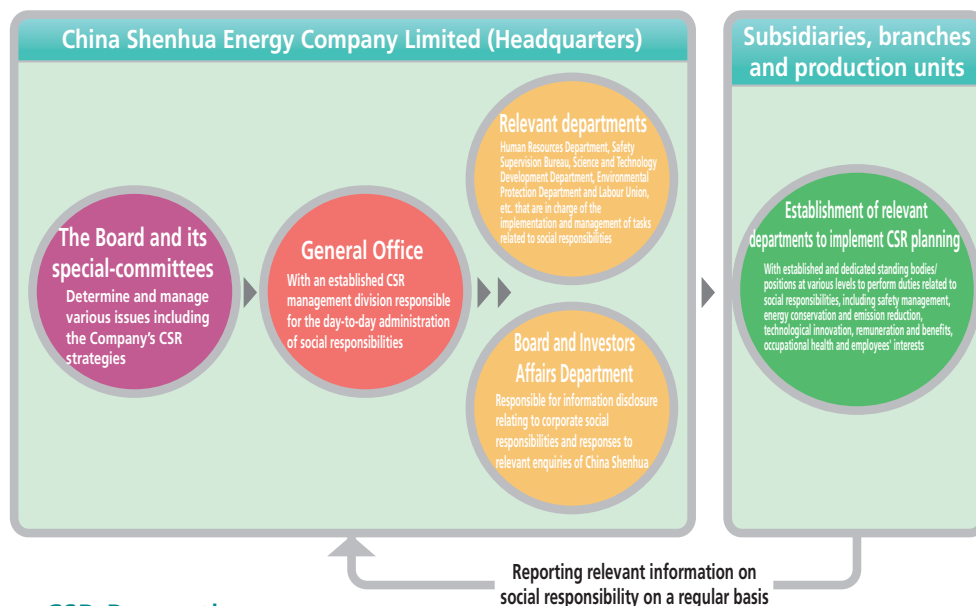 China Shenhua Energy Company Limited (Headquarters)
The Board and its
special-committees
Determine and manage
various issues including
the Company's CSR
strategies
General Office
With an established CSR
management division responsible
for the day-to-day administration
of social responsibilities
Relevant departments
Human Resources Department, Safety
Supervision Bureau, Science and Technology
Development Department, Environmental
Protection Department and Labour Union,
etc. that are in charge of the
implementation and management of tasks
related to social responsibilities
Board and Investors
Affairs Department
Responsible for information disclosure
relating to corporate social
responsibilities and responses to
relevant enquiries of China Shenhua
Subsidiaries, branches
and production units
Establishment of relevant
departments to implement CSR planning
With established and dedicated standing bodies/
positions at various levels to perform duties related to
social responsibilities, including safety management,
energy conservation and emission reduction,
technological innovation, remuneration and benefits,
occupational health and employees' interests
Reporting relevant information on
social responsibility on a regular basis